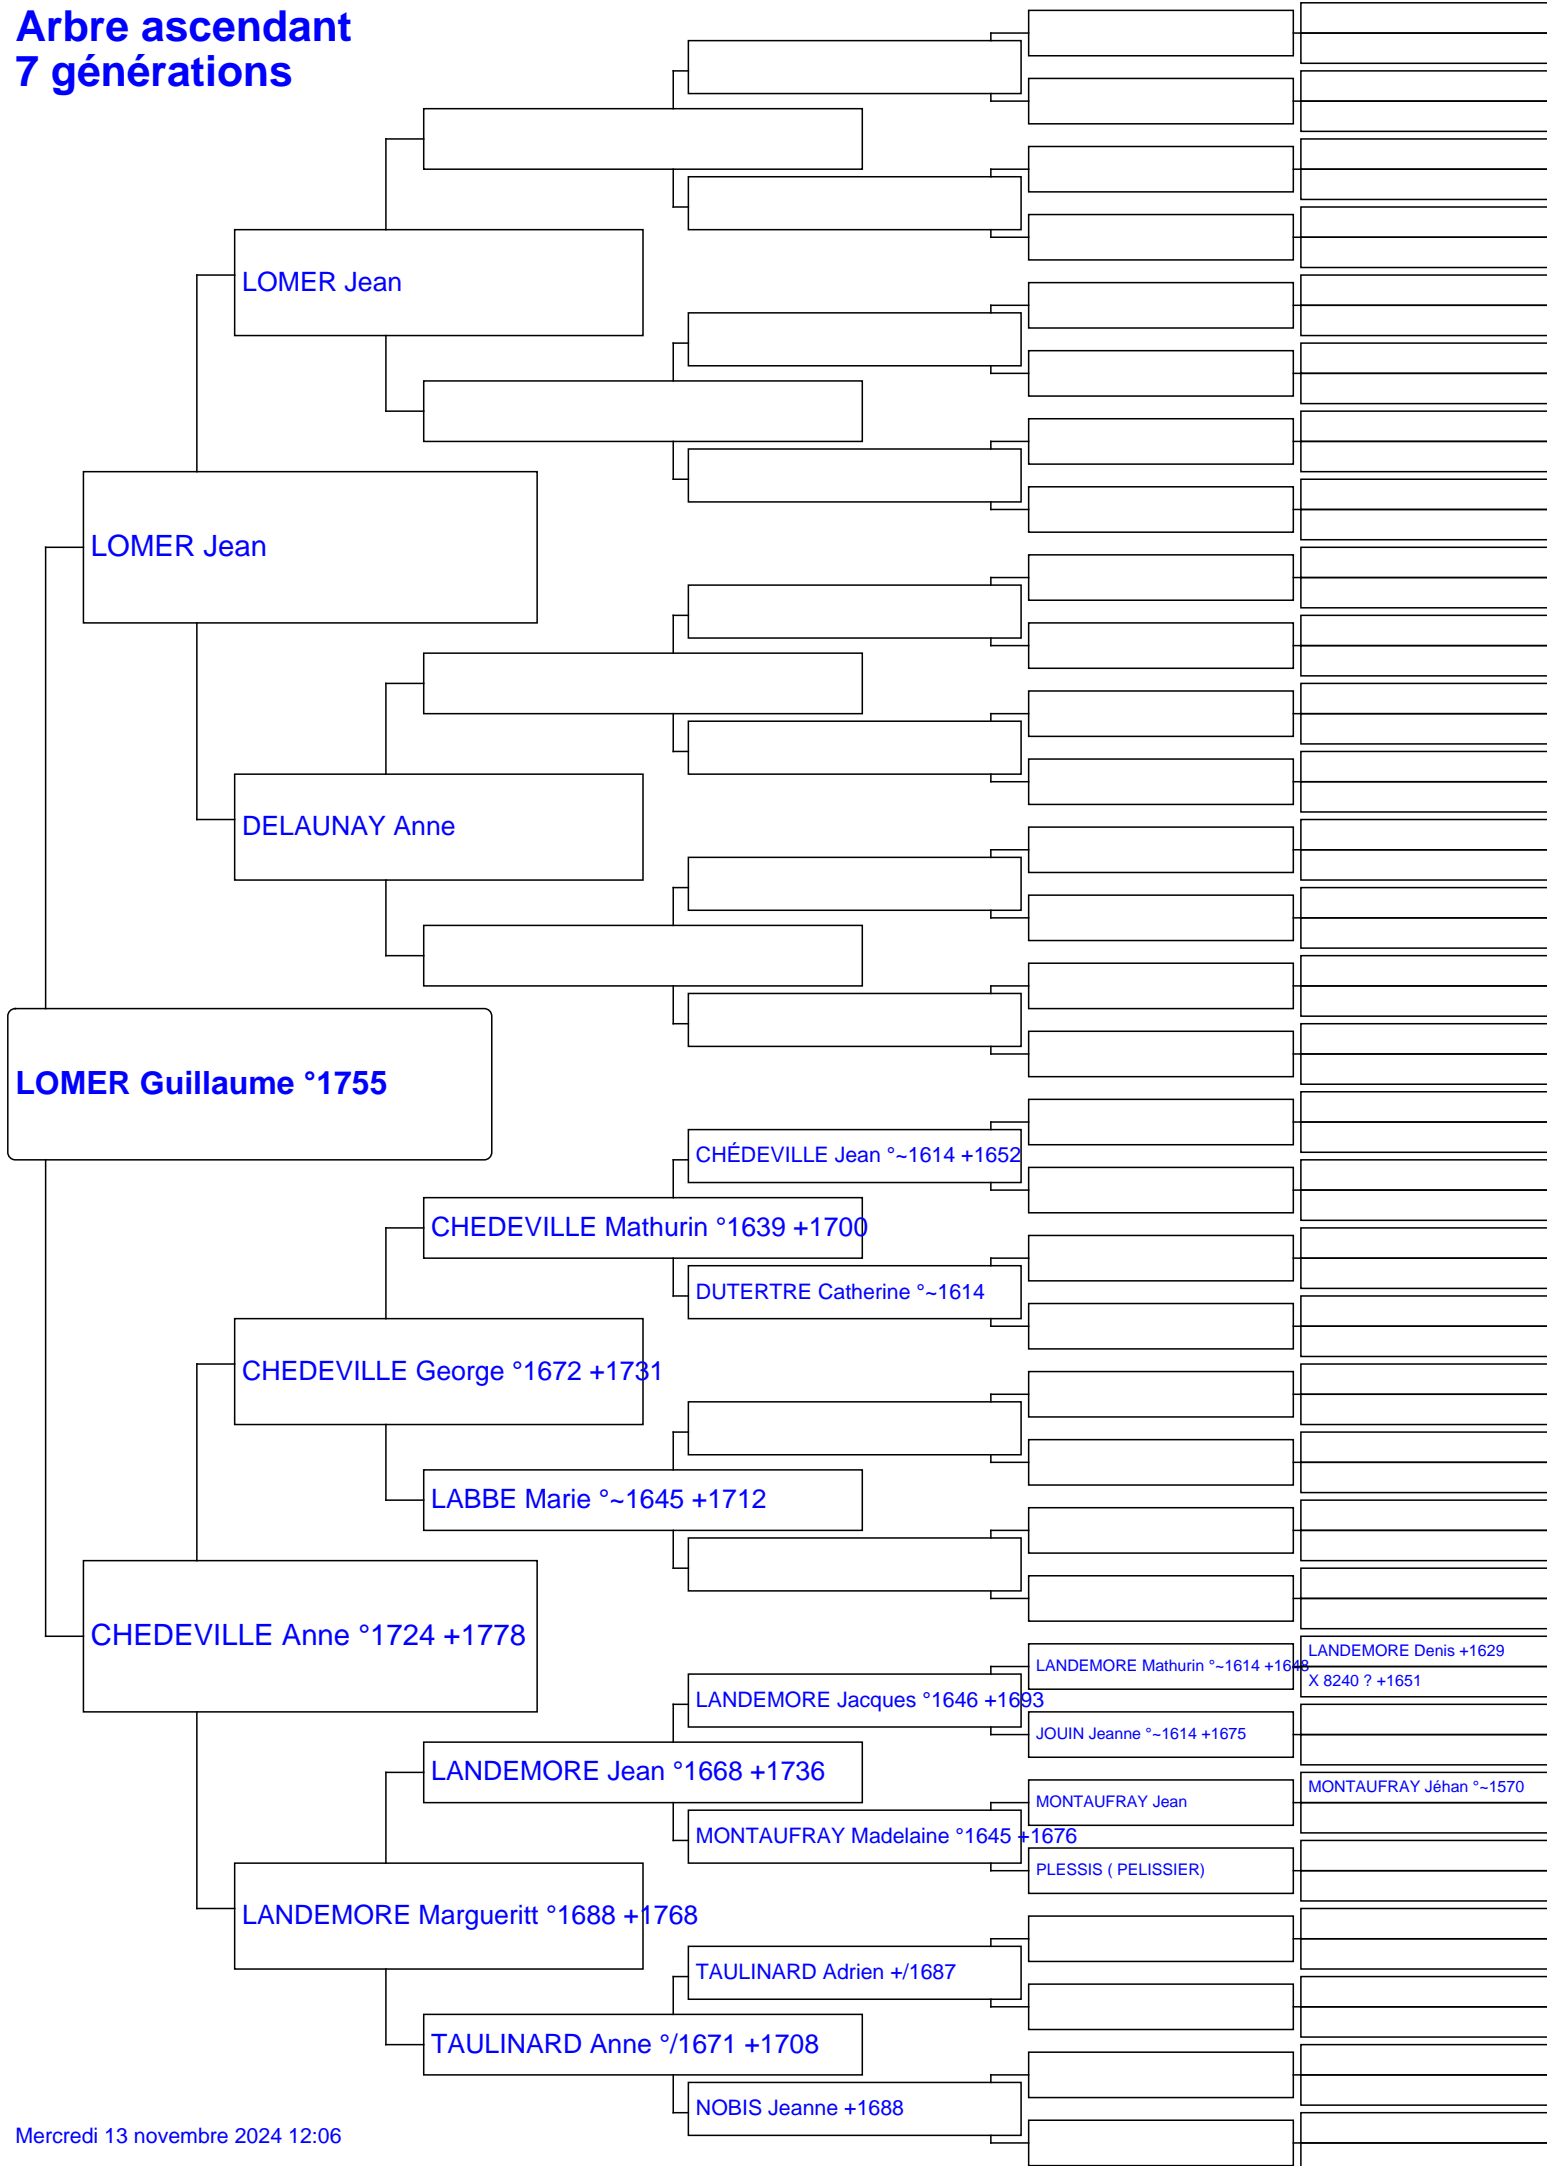 Arbre ascendant
7 générations
LOMER Jean
LOMER Jean
DELAUNAY Anne
LOMER Guillaume °1755
CHÉDEVILLE Jean °~1614 +1652
CHEDEVILLE Mathurin °1639 +1700
DUTERTRE Catherine °~1614
CHEDEVILLE George °1672 +1731
LABBE Marie °~1645 +1712
CHEDEVILLE Anne °1724 +1778
LANDEMORE Denis +1629
LANDEMORE Mathurin °~1614 +1648
X 8240 ? +1651
LANDEMORE Jacques °1646 +1693
JOUIN Jeanne °~1614 +1675
LANDEMORE Jean °1668 +1736
MONTAUFRAY Jéhan °~1570
MONTAUFRAY Jean
MONTAUFRAY Madelaine °1645 +1676
PLESSIS ( PELISSIER)
LANDEMORE Margueritt °1688 +1768
TAULINARD Adrien +/1687
TAULINARD Anne °/1671 +1708
NOBIS Jeanne +1688
Mercredi 13 novembre 2024 12:06